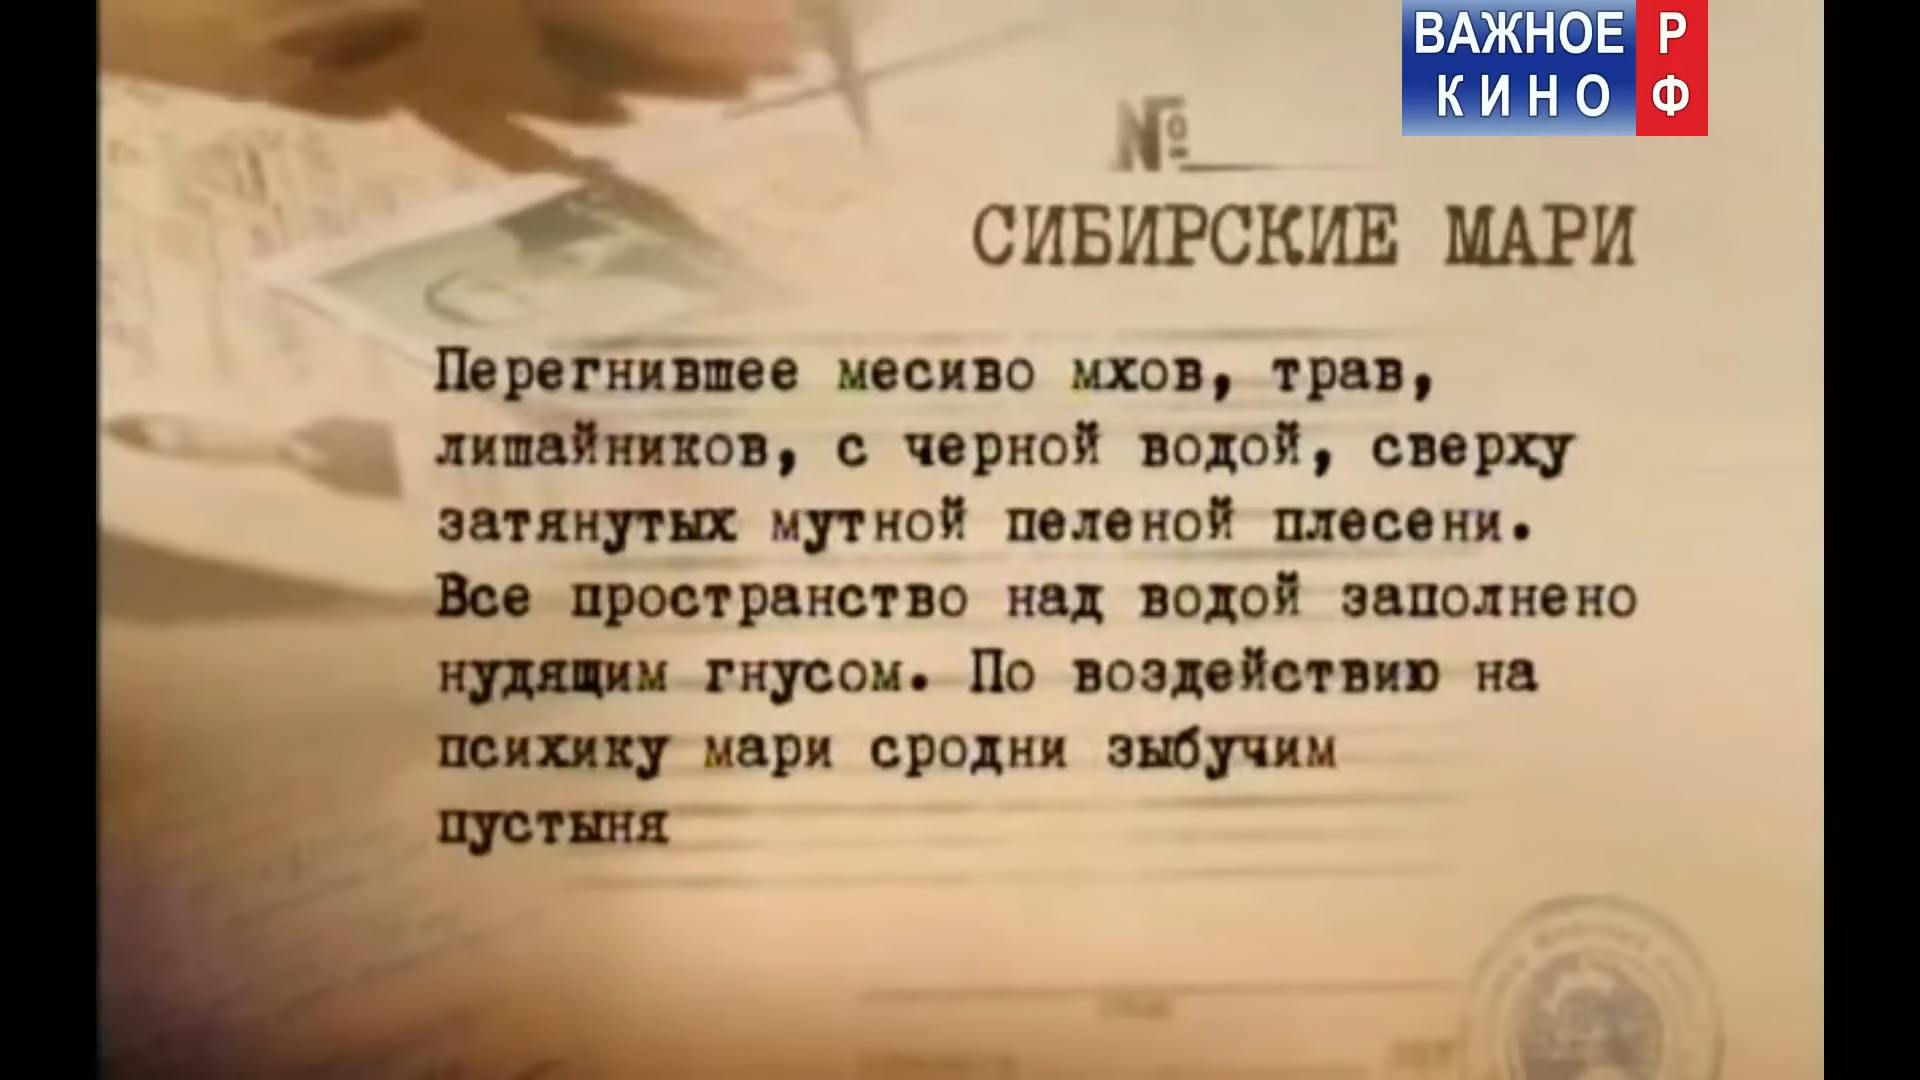 ВАЖНОЕ РФ
КИНО
№
СИБИРСКИЕ МАРИ
Перегнившее месиво мхов, трав,
лишайников, с черной водой, сверху
затянутых мутной пеленой плесени.
Все пространство над водой заполнено
нудящим гнусом. По воздействию на
психику мари сродни зыбучим
пустыня